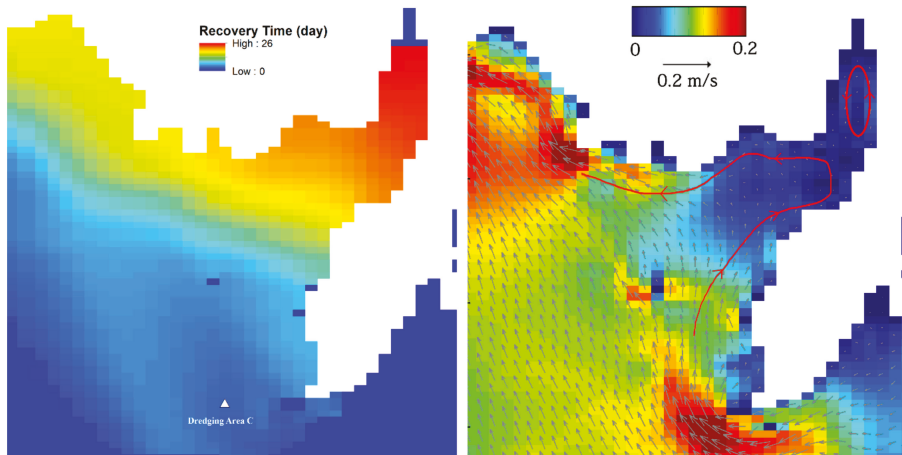 Recovery Time (day)
High : 26
Low : 0
Dredging Area C
0 0.2
0.2 m/s